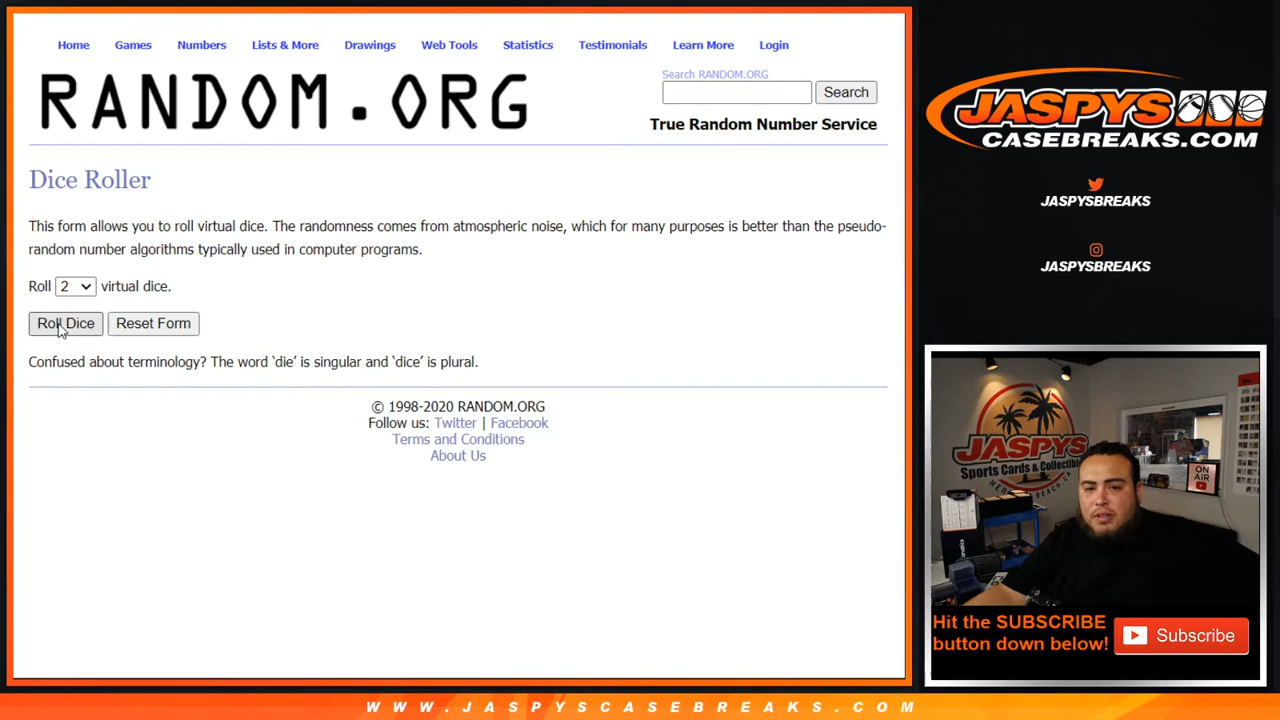 Home Games Numbers Lists & More Drawings Web Tools Statistics Testimonials Learn More Login
RANDOM.ORG
Search RANDOM.ORG
Search
True Random Number Service
Dice Roller
This form allows you to roll virtual dice. The randomness comes from atmospheric noise, which for many purposes is better than the pseudo-
random number algorithms typically used in computer programs.
Roll 2 virtual dice.
Roll Dice Reset Form
Confused about terminology? The word ‘die’ is singular and ‘dice’ is plural.
© 1998-2020 RANDOM.ORG
Follow us: Twitter | Facebook
Terms and Conditions
About Us
JASPYS
CASEBREAKS.COM
JASPYSBREAKS
JASPYSBREAKS
JASPYS
Sports Cards & Collectibl
ON
AIR
Hit the SUBSCRIBE
button down below!
Subscribe
WWW.JASPYSCASEBREAKS.COM